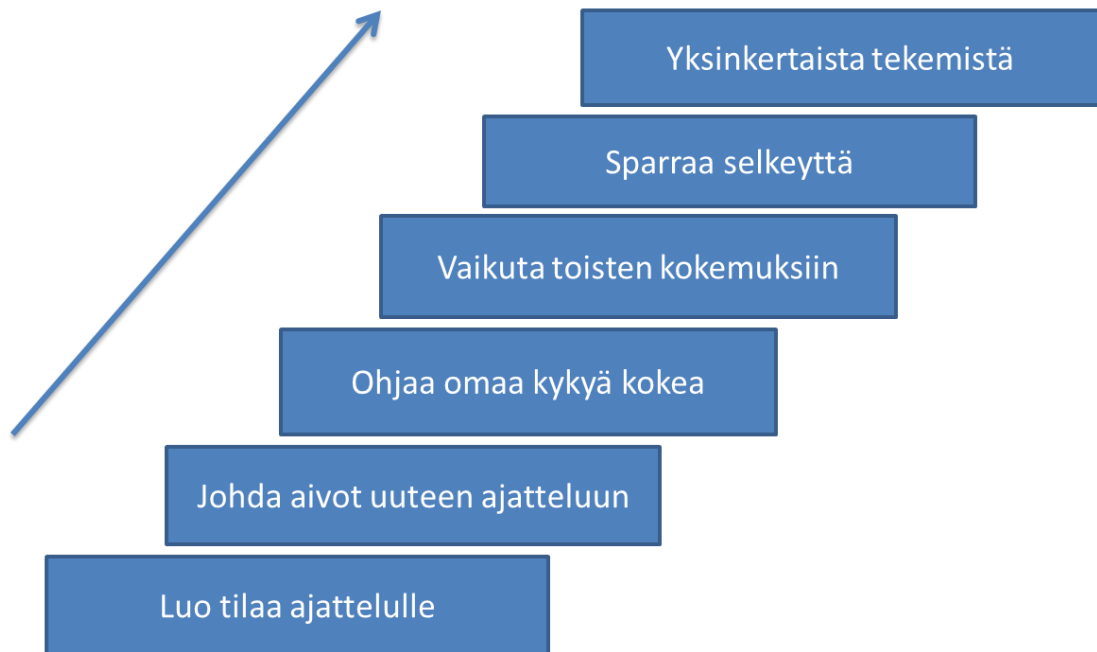 Yksinkertaista tekemistä
Sparraa selkeyttä
Vaikuta toisten kokemuksiin
Ohjaa omaa kykyä kokea
Johda aivot uuteen ajatteluun
Luo tilaa ajattelulle